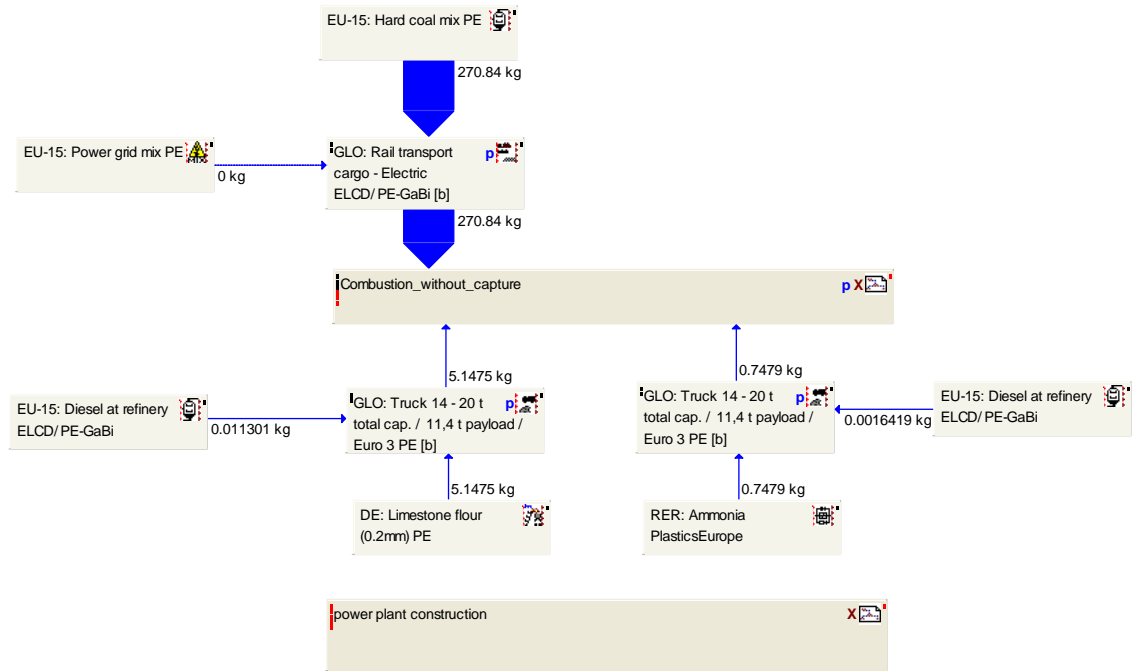 EU-15: Hard coal mix PE
270.84 kg
EU-15: Power grid mix PE
MIX
0 kg
GLO: Rail transport
cargo - Electric
ELCD/ PE-GaBi [b]
p
270.84 kg
Combustion_without_capture
p X
5.1475 kg
0.7479 kg
EU-15: Diesel at refinery
ELCD/ PE-GaBi
0.011301 kg
GLO: Truck 14 - 20 t
total cap. / 11,4 t payload /
Euro 3 PE [b]
p
GLO: Truck 14 - 20 t
total cap. / 11,4 t payload /
Euro 3 PE [b]
p
0.0016419 kg
EU-15: Diesel at refinery
ELCD/ PE-GaBi
5.1475 kg
0.7479 kg
DE: Limestone flour
(0.2mm) PE
RER: Ammonia
PlasticsEurope
power plant construction
X